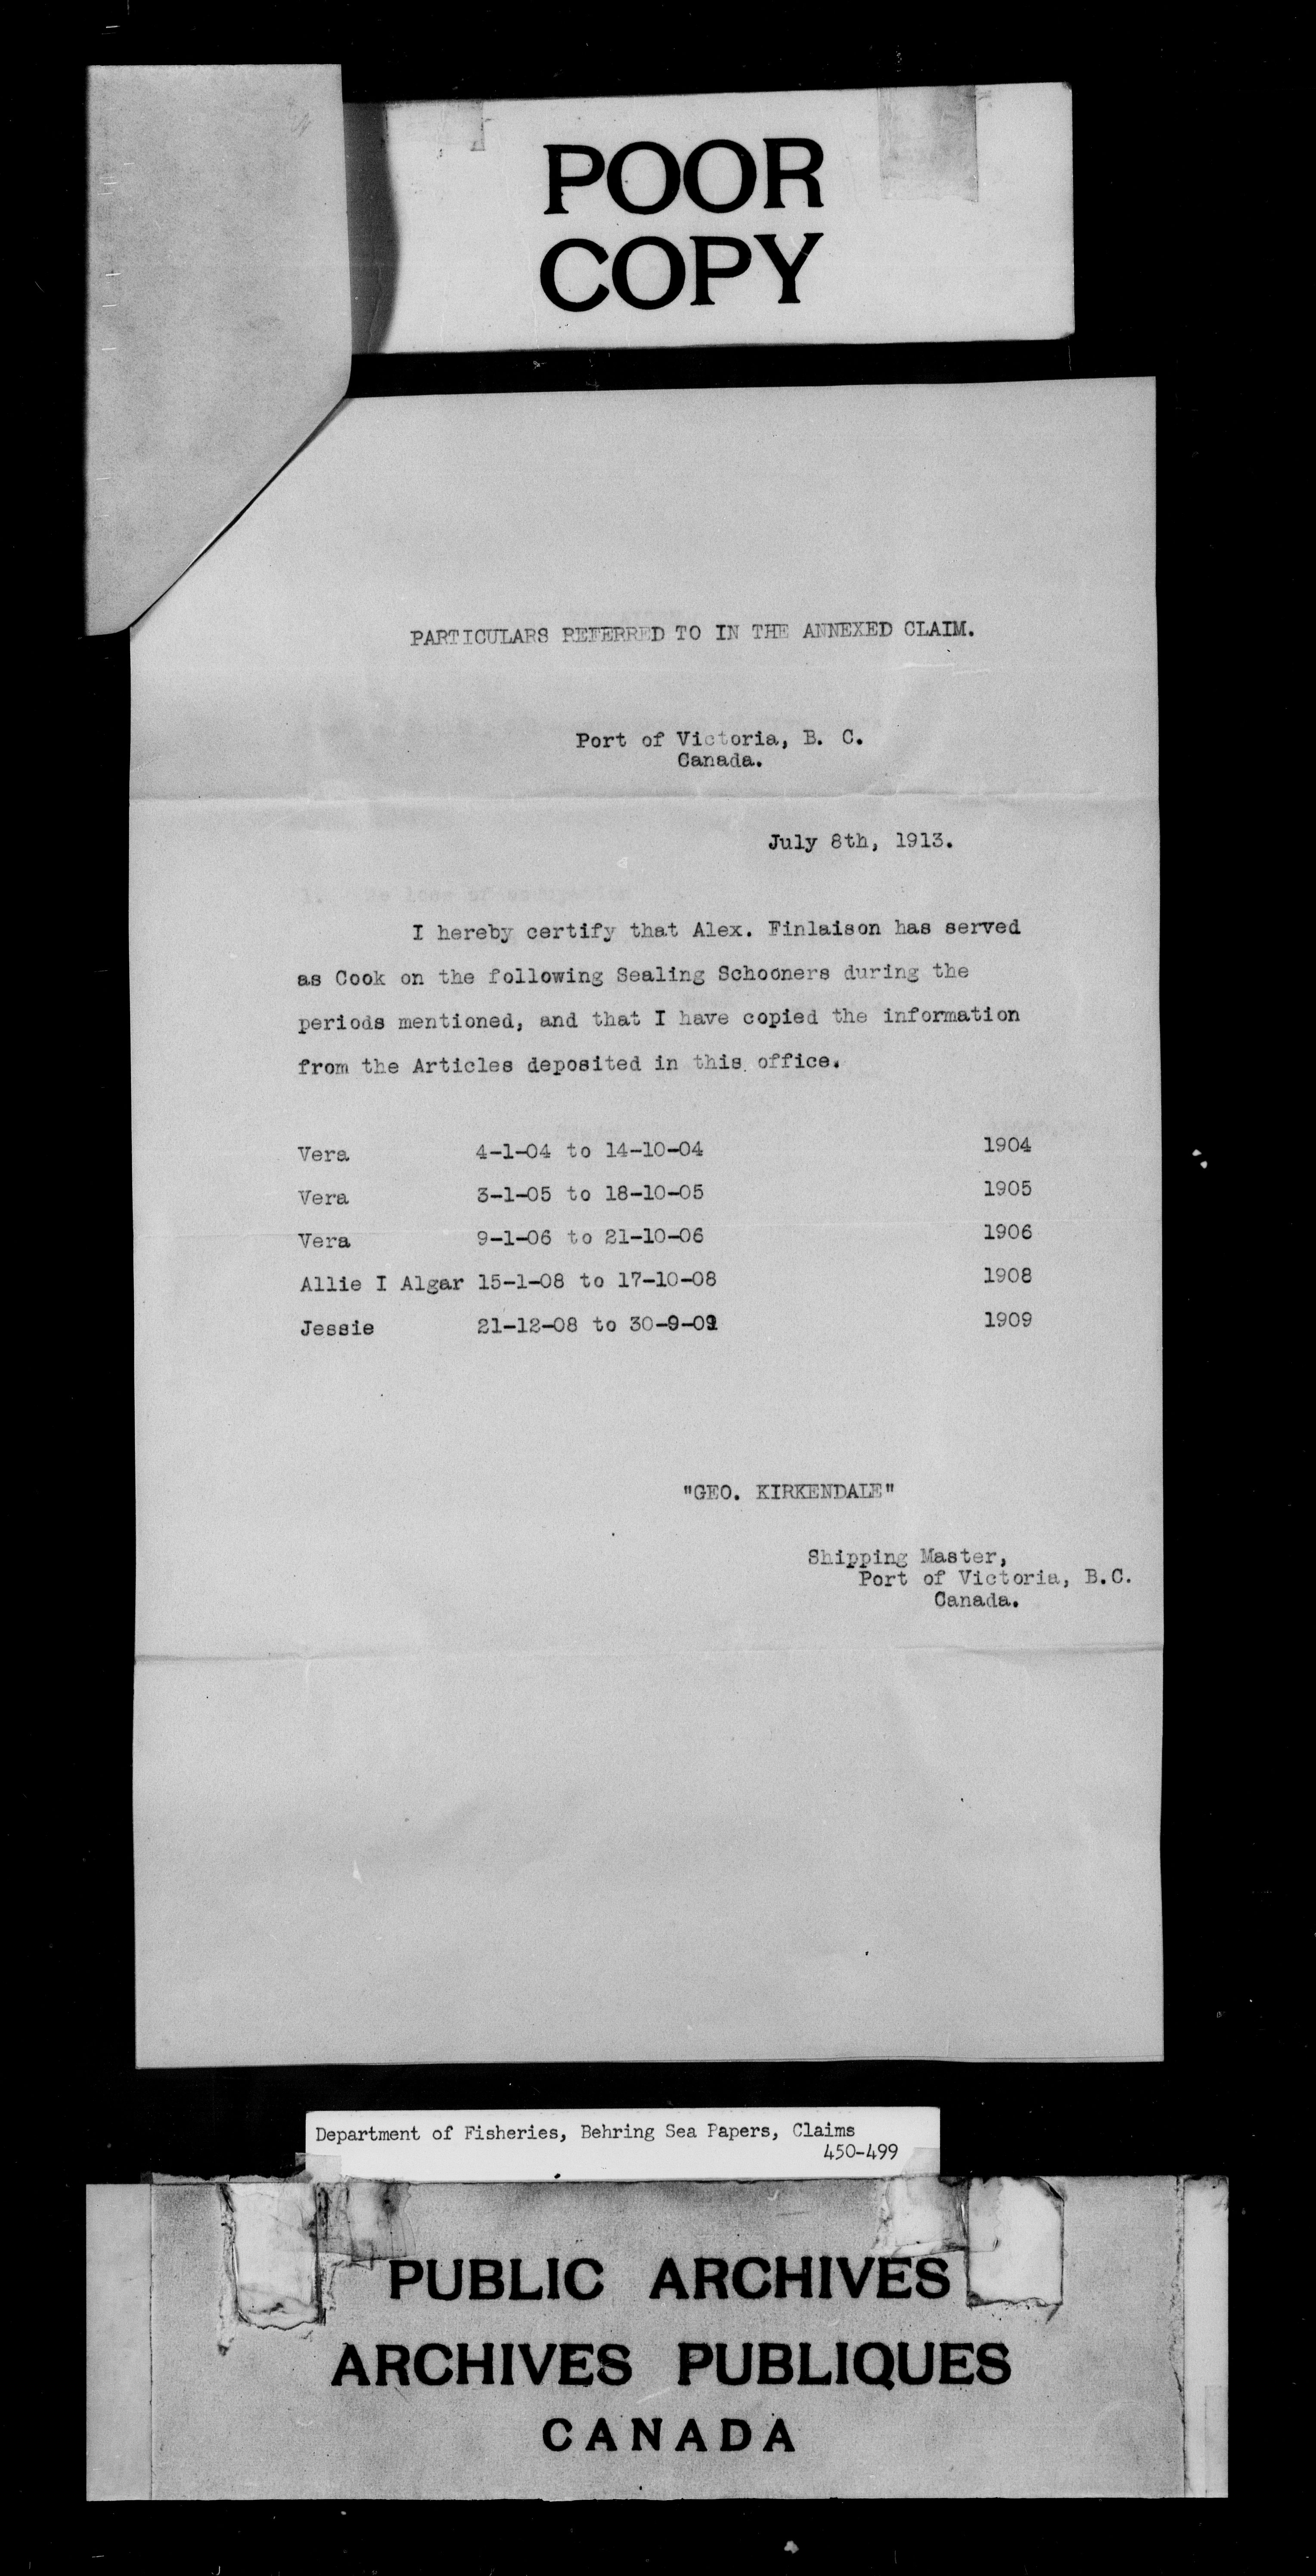 POOR
COPY
PARTICULARS REFERRED TO IN THE ANNEXED CLAIM.
Port of Victoria, B. C.
Canada.
July 8th, 1913.
I hereby certify that Alex. Finlaison has served
as Cook on the following Sealing Schooners during the
periods mentioned, and that I have copied the information
from the Articles deposited in this office.
Vera 4-1-04 to 14-10-04 1904
Vera 3-1-05 to 18-10-05 1905
Vera 9-1-06 to 21-10-06 1906
Allie I Algar 15-1-08 to 17-10-08 1908
Jessie 21-12-08 to 30-9-09 1909
"GEO. KIRKENDALE"
Shipping Master,
Port of Victoria, B.C.
Canada.
Department of Fisheries, Behring Sea Papers, Claims
450-499
PUBLIC ARCHIVES
ARCHIVES PUBLIQUES
CANADA